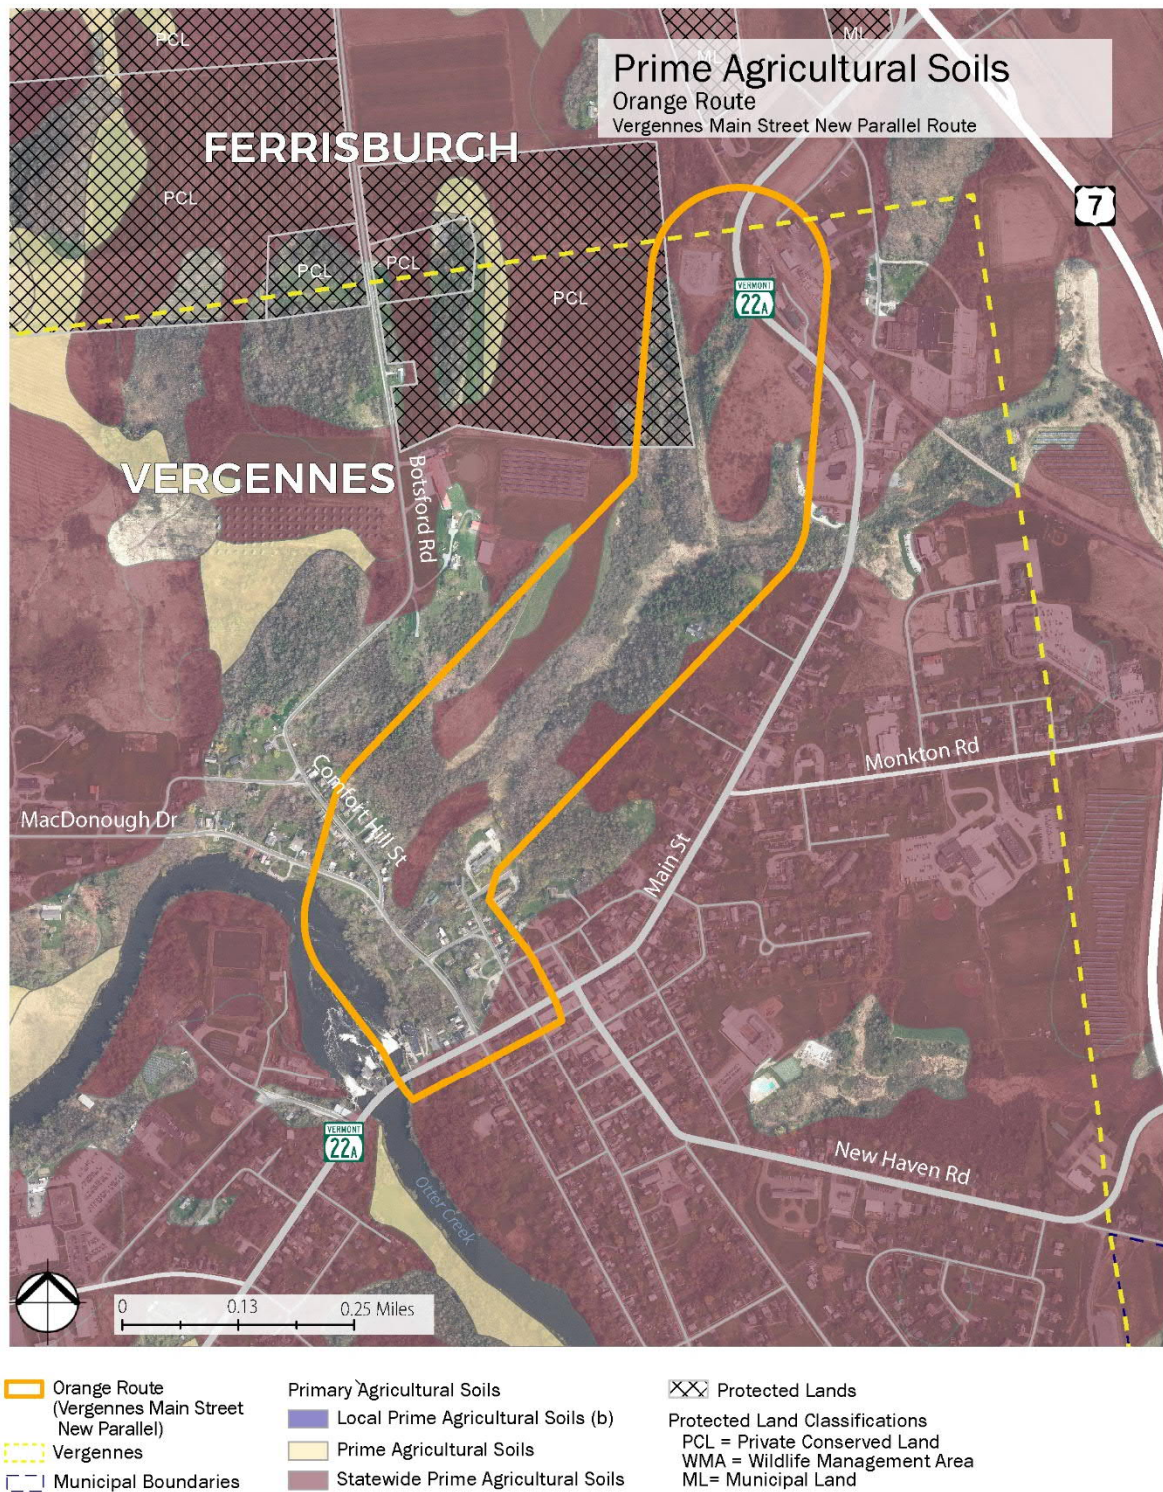 PCL
ML
ML
Prime Agricultural Soils
Orange Route
Vergennes Main Street New Parallel Route
FERRISBURGH
PCL
7
PCL
PCL
PCL
VERMONT
22A
VERGENNES
Botsford Rd
Monkton Rd
Comfort Hill St
MacDonough Dr
Main St
VERMONT
22A
New Haven Rd
Otter Creek
0 0.13 0.25 Miles
Orange Route
(Vergennes Main Street
New Parallel)
Vergennes
Municipal Boundaries
Primary Agricultural Soils
Local Prime Agricultural Soils (b)
Prime Agricultural Soils
Statewide Prime Agricultural Soils
Protected Lands
Protected Land Classifications
PCL = Private Conserved Land
WMA = Wildlife Management Area
ML= Municipal Land